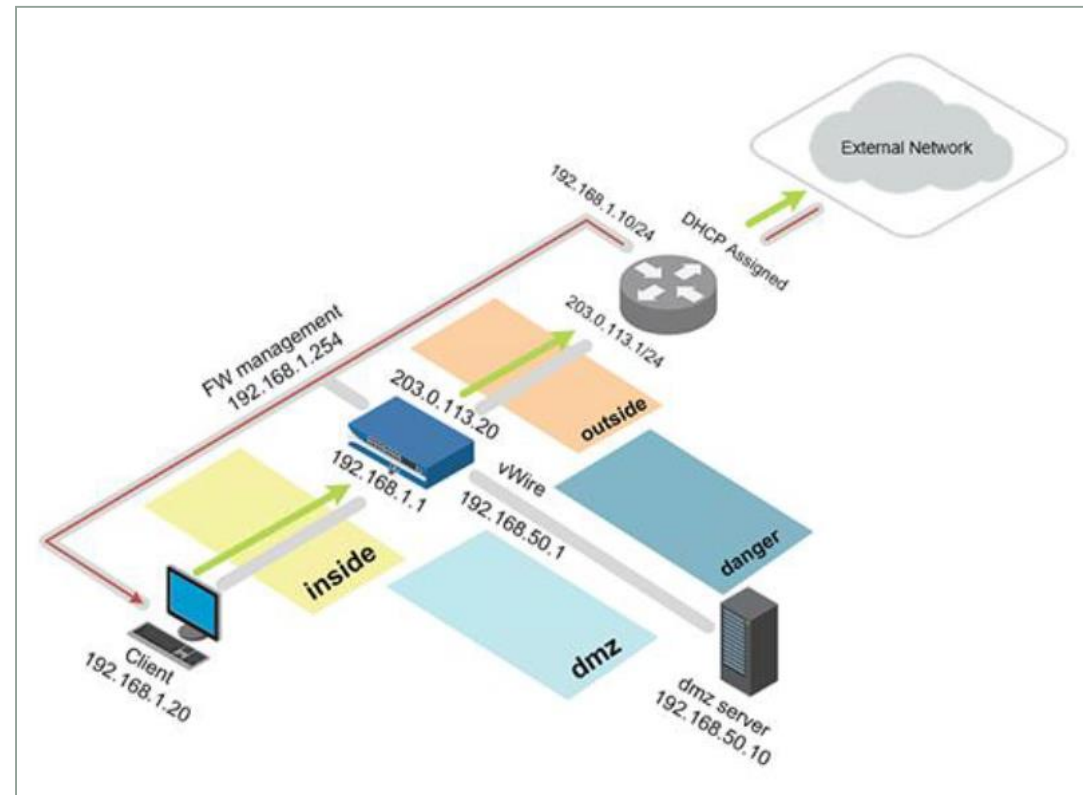 External Network
192.168.1.10/24
DHCP Assigned
FW management
192.168.1.254
203.0.113.1/24
203.0.113.20
outside
192.168.1.1
vWire
192.168.50.1
danger
inside
dmz
Client
192.168.1.20
dmz server
192.168.50.10